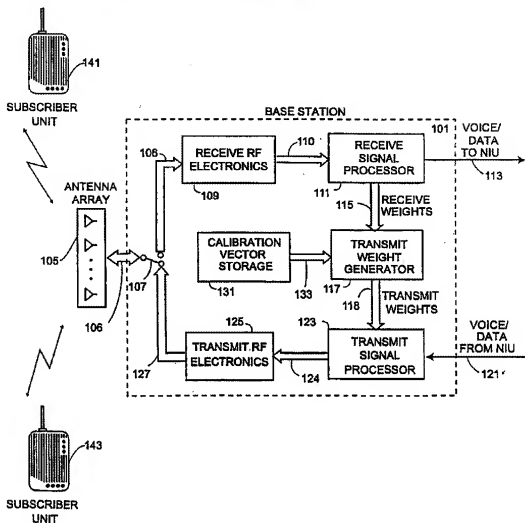 141
SUBSCRIBER
UNIT
BASE STATION
RECEIVE RF
ELECTRONICS
109
110
RECEIVE
SIGNAL
PROCESSOR
111
101
VOICE/
DATA
TO NIU
113
115
RECEIVE
WEIGHTS
ANTENNA
ARRAY
105
106
107
CALIBRATION
VECTOR
STORAGE
131
133
TRANSMIT
WEIGHT
GENERATOR
117
118
TRANSMIT
WEIGHTS
125
TRANSMIT RF
ELECTRONICS
127
124
123
TRANSMIT
SIGNAL
PROCESSOR
VOICE/
DATA
FROM NIU
121
143
SUBSCRIBER
UNIT